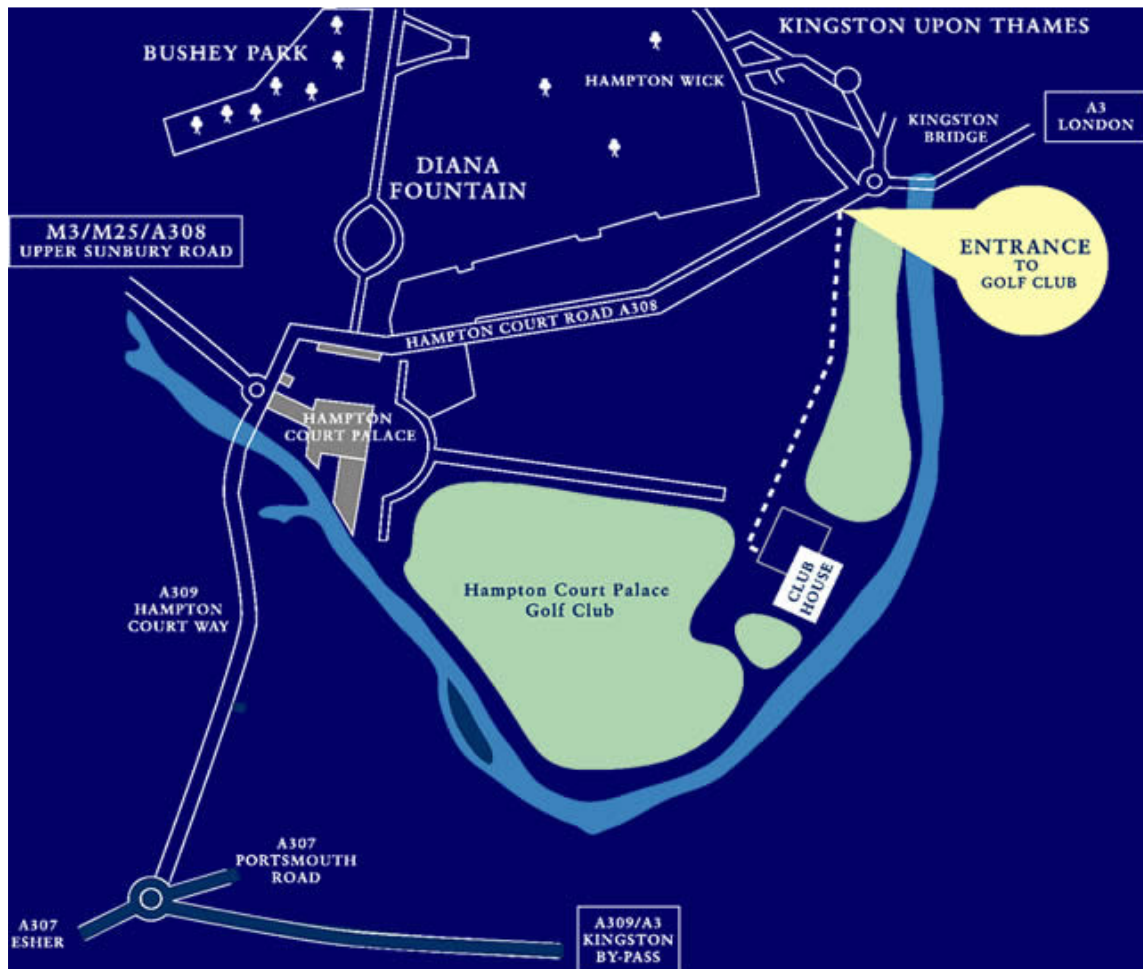 KINGSTON UPON THAMES
BUSHEY PARK
HAMPTON WICK
A3
LONDON
KINGSTON
BRIDGE
DIANA
FOUNTAIN
M3/M25/A308
UPPER SUNBURY ROAD
ENTRANCE
TO
GOLF CLUB
HAMPTON COURT ROAD A308
HAMPTON
COURT PALACE
A309
HAMPTON
COURT WAY
Hampton Court Palace
Golf Club
CLUB
HOUSE
A307
PORTSMOUTH
ROAD
A307
ESHER
A309/A3
KINGSTON
BY-PASS